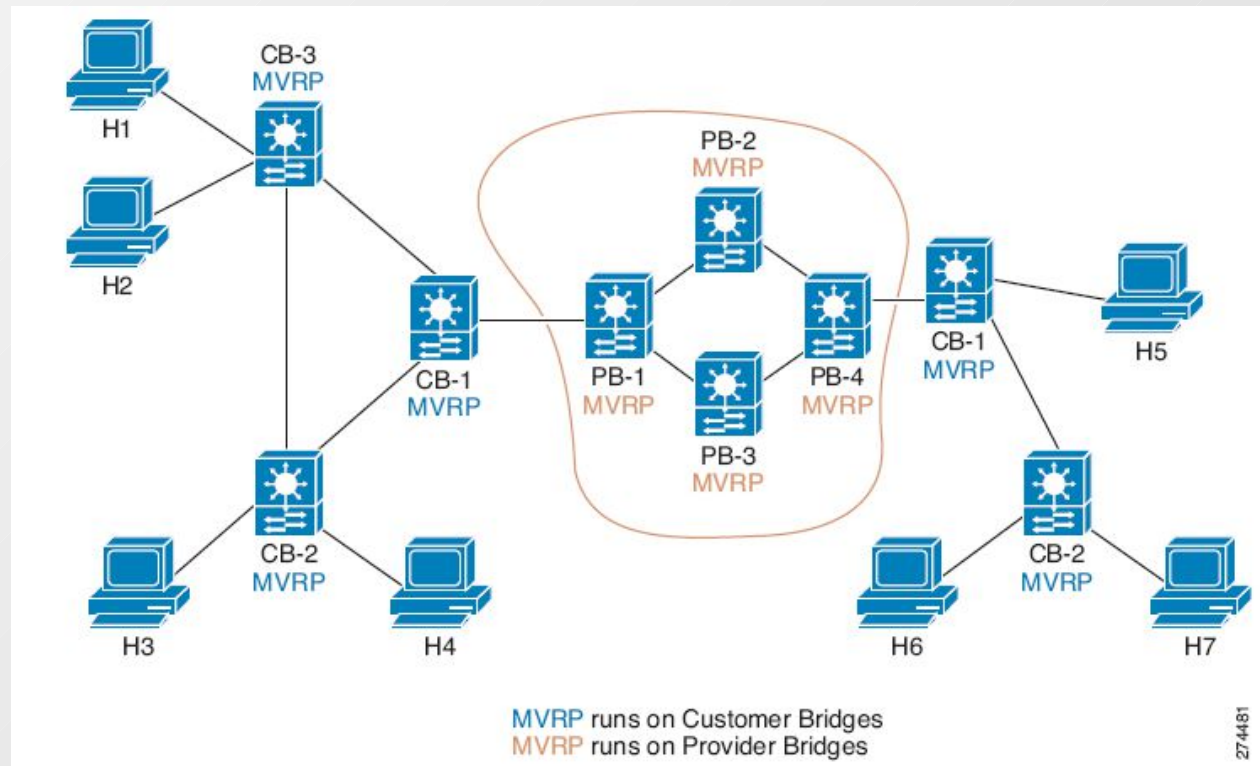 CB-3
MVRP
H1
H2
PB-2
MVRP
CB-1
MVRP
PB-1
MVRP
PB-3
MVRP
PB-4
MVRP
CB-1
MVRP
H5
CB-2
MVRP
H3
H4
CB-2
MVRP
H6
H7
MVRP runs on Customer Bridges
MVRP runs on Provider Bridges
274481